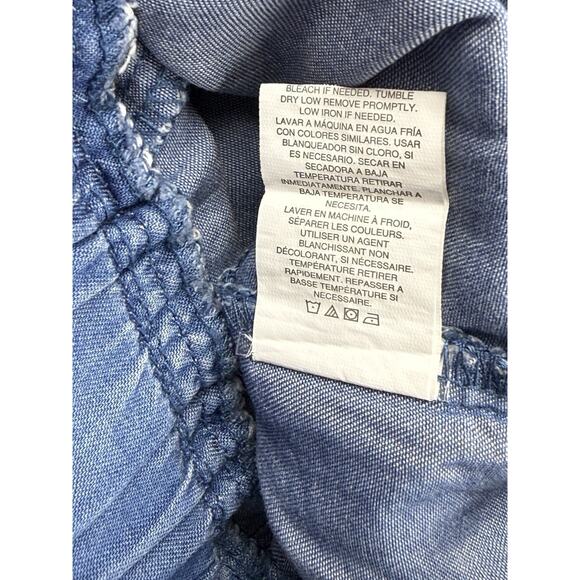 BLEACH IF NEEDED. TUMBLE
DRY LOW REMOVE PROMPTLY.
LOW IRON IF NEEDED.
LAVAR A MÁQUINA EN AGUA FRÍA
CON COLORES SIMILARES. USAR
BLANQUEADOR SIN CLORO, SI
ES NECESARIO. SECAR EN
SECADORA A BAJA
TEMPERATURA RETIRAR
INMEDIATAMENTE. PLANCHAR A
BAJA TEMPERATURA SE
NECESITA.
LAVER EN MACHINE À FROID,
SÉPARER LES COULEURS.
UTILISER UN AGENT
BLANCHISSANT NON
DÉCOLORANT, SI NÉCESSAIRE.
TEMPÉRATURE RETIRER
RAPIDEMENT. REPASSER A
BASSE TEMPÉRATURE SI
NÉCESSAIRE.